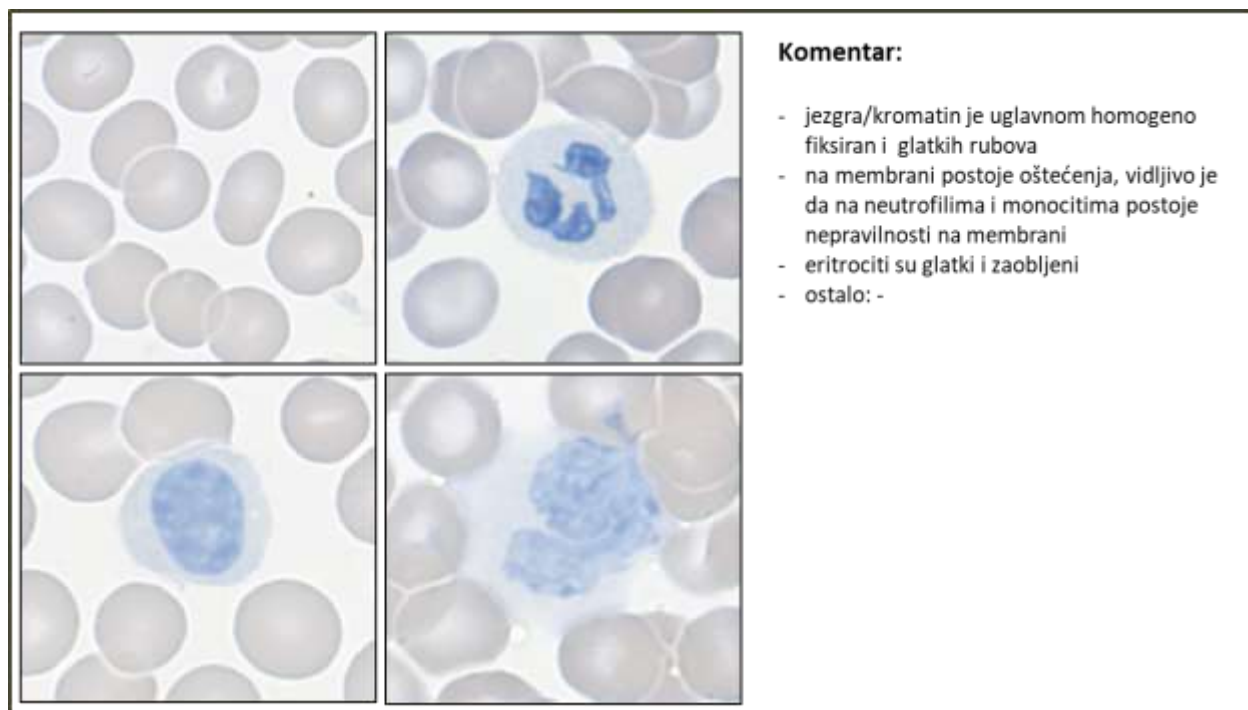 Komentar:
- jezgra/kromatin je uglavnom homogeno
fiksiran i glatkih rubova
- na membrani postoje oštećenja, vidljivo je
da na neutrofilima i monocitima postoje
nepravilnosti na membrani
- eritrociti su glatki i zaobljeni
- ostalo: -